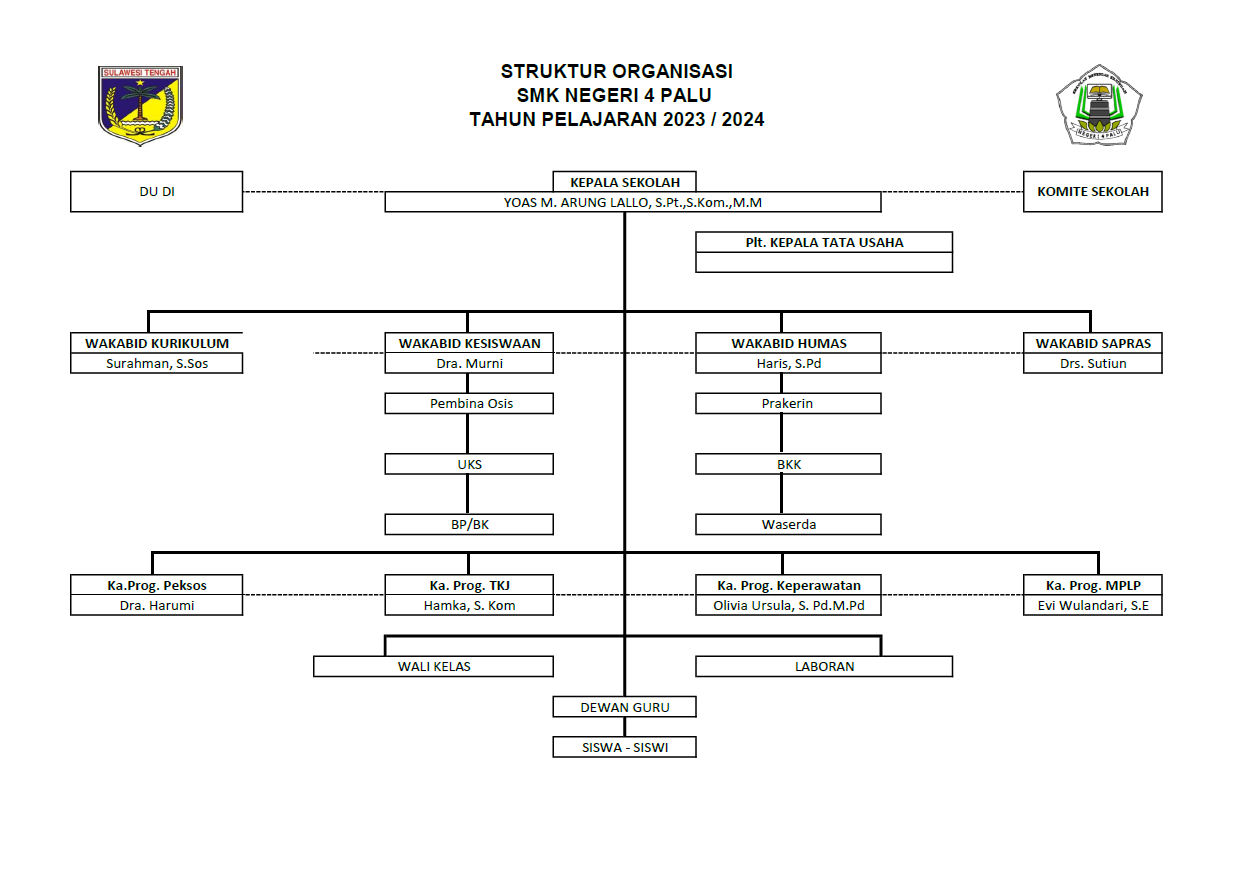 SULAWESI TENGAH
STRUKTUR ORGANISASI
SMK NEGERI 4 PALU
TAHUN PELAJARAN 2023 / 2024
NEGERI 4 PALU
DU DI
KEPALA SEKOLAH
YOAS M. ARUNG LALLO, S.Pt.,S.Kom.,M.M
KOMITE SEKOLAH
Plt. KEPALA TATA USAHA
WAKABID KURIKULUM
Surahman, S.Sos
WAKABID KESISWAAN
Dra. Murni
WAKABID HUMAS
Haris, S.Pd
WAKABID SAPRAS
Drs. Sutiun
Pembina Osis
Prakerin
UKS
BKK
BP/BK
Waserda
Ka.Prog. Peksos
Dra. Harumi
Ka. Prog. TKJ
Hamka, S. Kom
Ka. Prog. Keperawatan
Olivia Ursula, S. Pd.M.Pd
Ka. Prog. MPLP
Evi Wulandari, S.E
WALI KELAS
LABORAN
DEWAN GURU
SISWA - SISWI